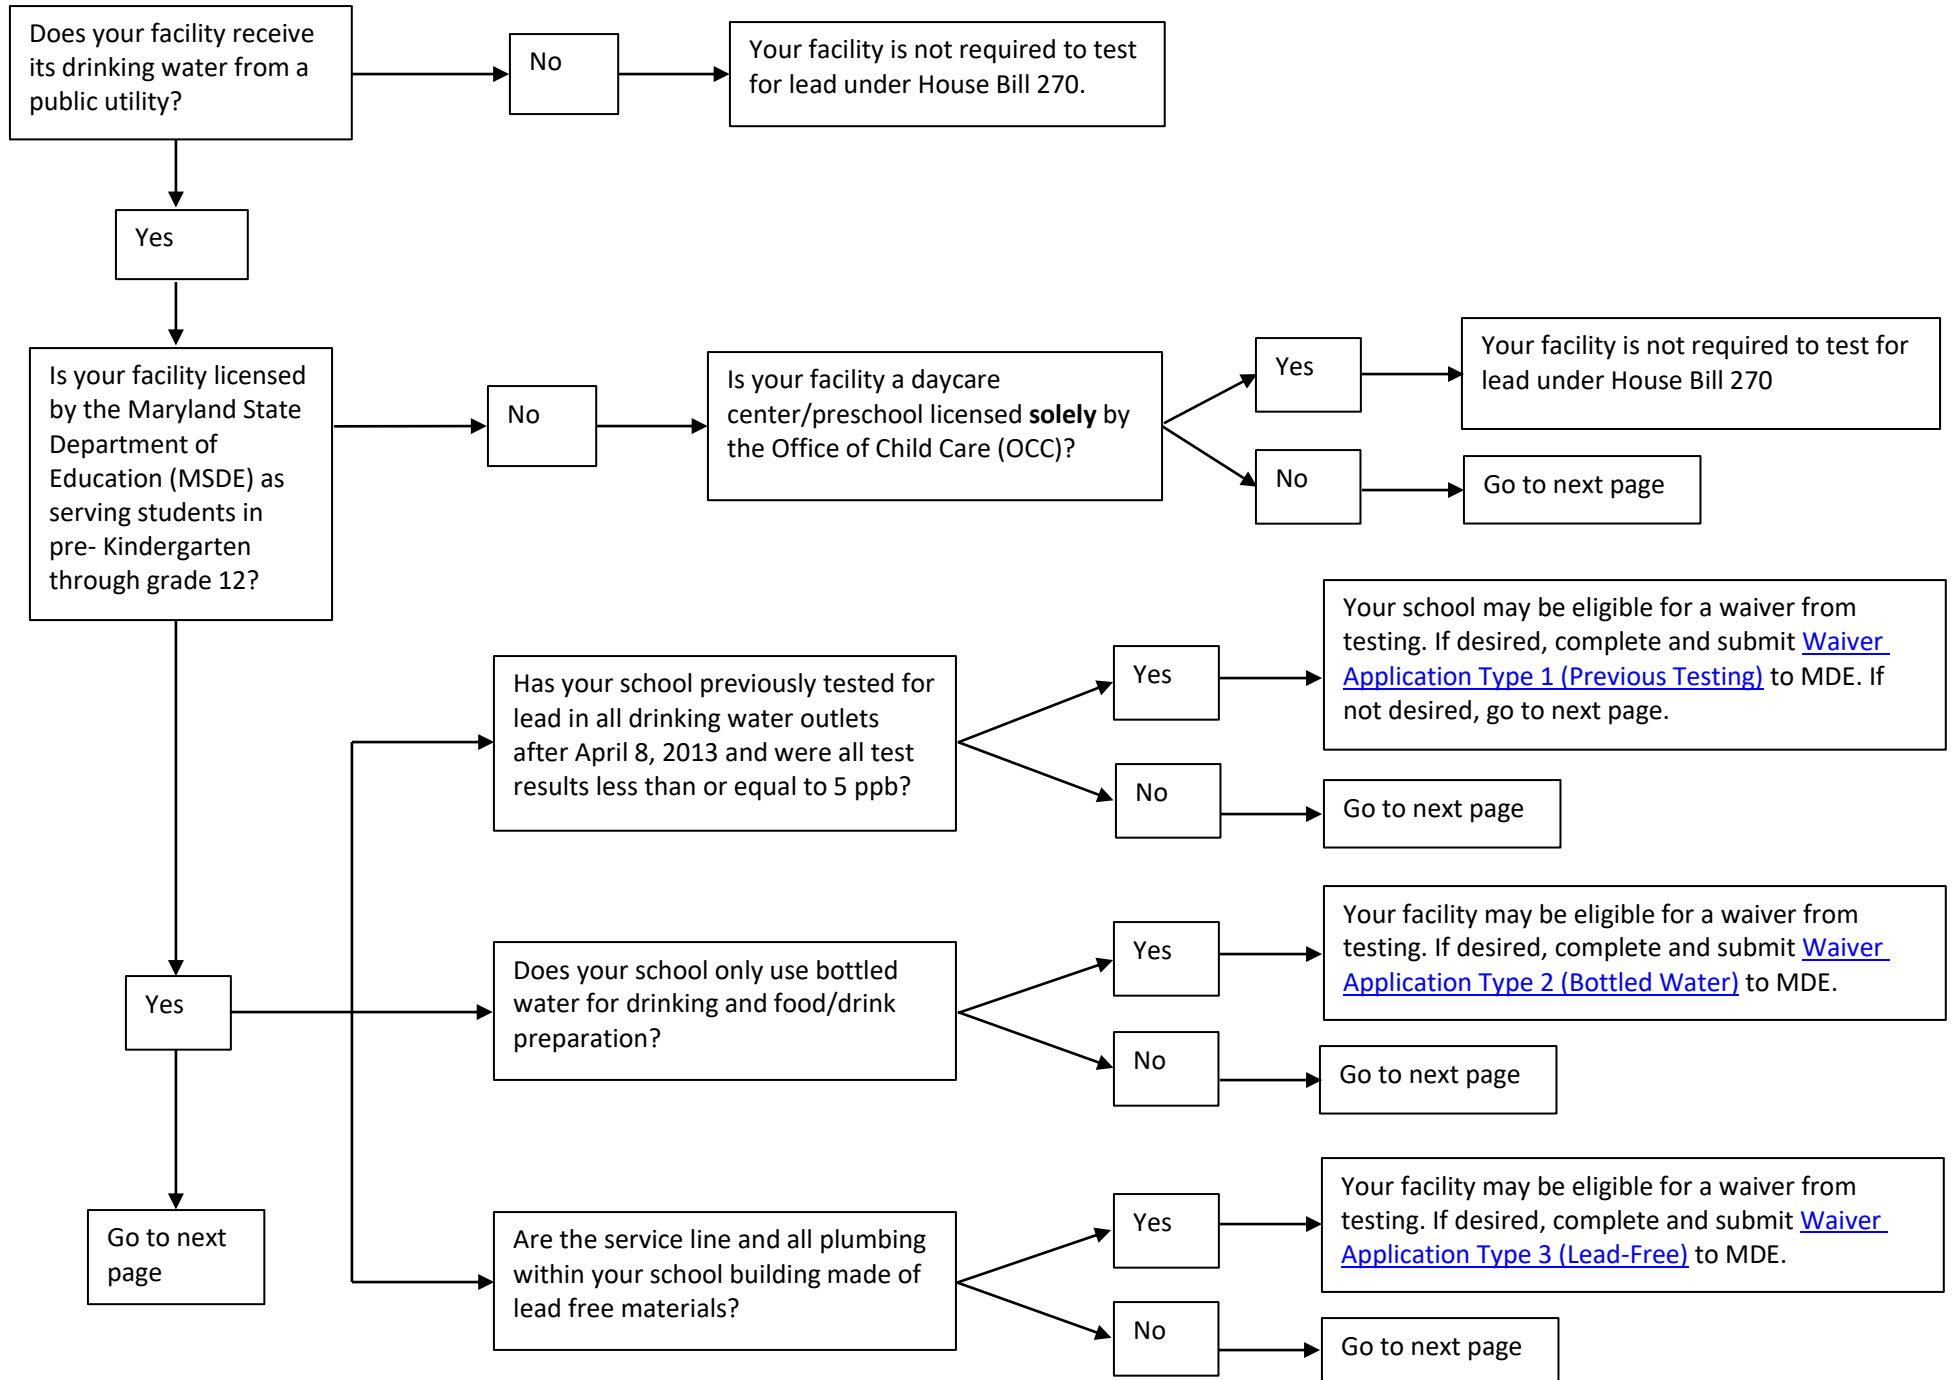 Does your facility receive
its drinking water from a
public utility?
No
Your facility is not required to test
for lead under House Bill 270.
Yes
Is your facility licensed
by the Maryland State
Department of
Education (MSDE) as
serving students in
pre- Kindergarten
through grade 12?
No
Is your facility a daycare
center/preschool licensed solely by
the Office of Child Care (OCC)?
Yes
Your facility is not required to test for
lead under House Bill 270
No
Go to next page
Has your school previously tested for
lead in all drinking water outlets
after April 8, 2013 and were all test
results less than or equal to 5 ppb?
Yes
Your school may be eligible for a waiver from
testing. If desired, complete and submit Waiver
Application Type 1 (Previous Testing) to MDE. If
not desired, go to next page.
No
Go to next page
Yes
Does your school only use bottled
water for drinking and food/drink
preparation?
Yes
Your facility may be eligible for a waiver from
testing. If desired, complete and submit Waiver
Application Type 2 (Bottled Water) to MDE.
No
Go to next page
Go to next
page
Are the service line and all plumbing
within your school building made of
lead free materials?
Yes
Your facility may be eligible for a waiver from
testing. If desired, complete and submit Waiver
Application Type 3 (Lead-Free) to MDE.
No
Go to next page